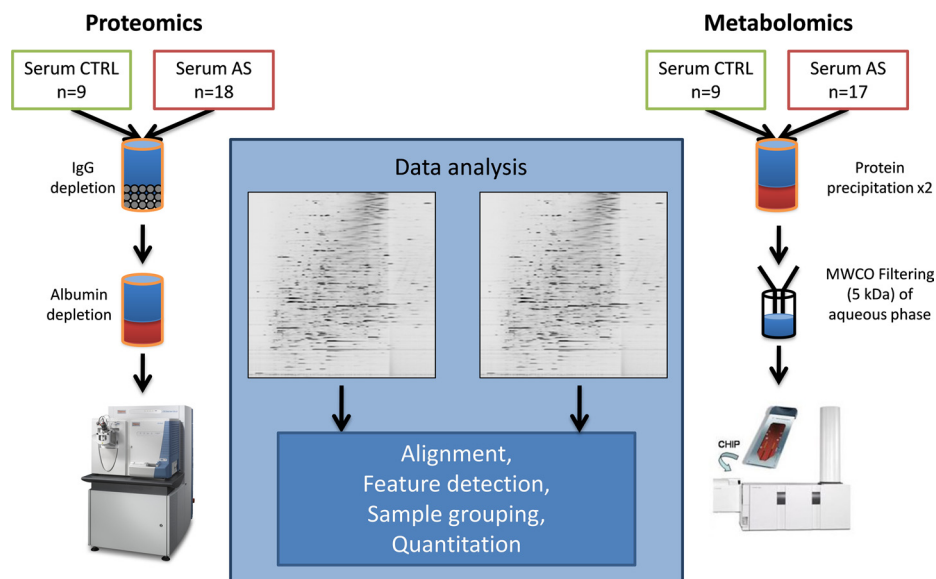 Proteomics
Serum CTRL
n=9
Serum AS
n=18
IgG
depletion
Albumin
depletion
Data analysis
Alignment,
Feature detection,
Sample grouping,
Quantitation
Metabolomics
Serum CTRL
n=9
Serum AS
n=17
Protein
precipitation x2
MWCO Filtering
(5 kDa) of
aqueous phase
CHIP